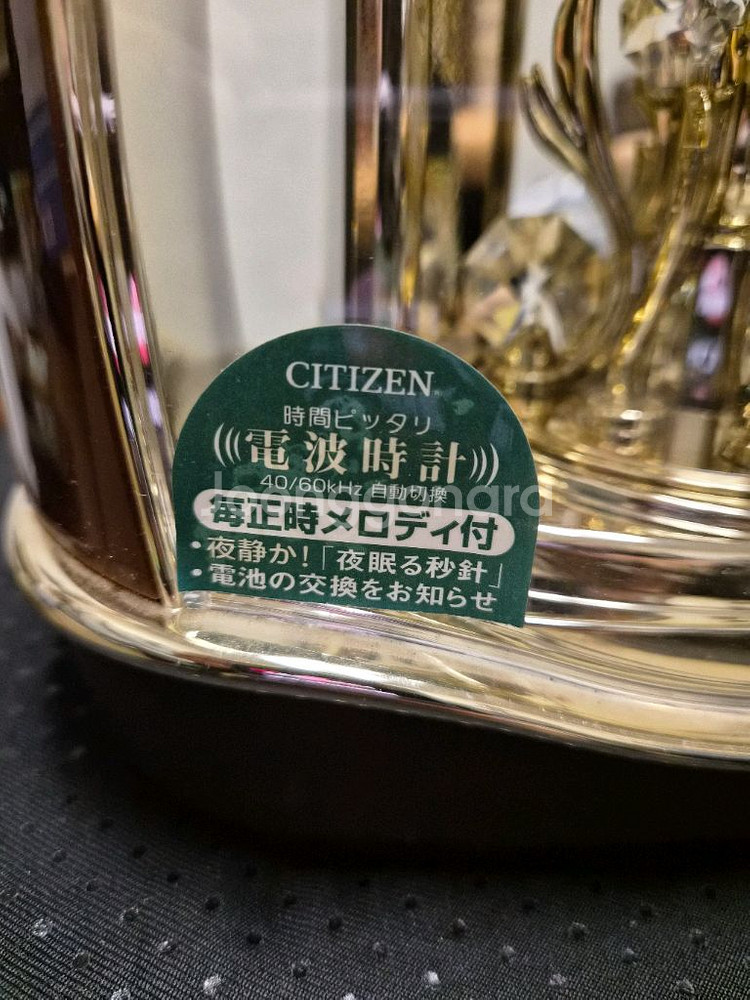 CITIZEN
時間ピッタリ
電波時計
40/60kHz 自動切換
毎正時メロディ付
・夜静か!「夜眠る秒針」
・電池の交換をお知らせ